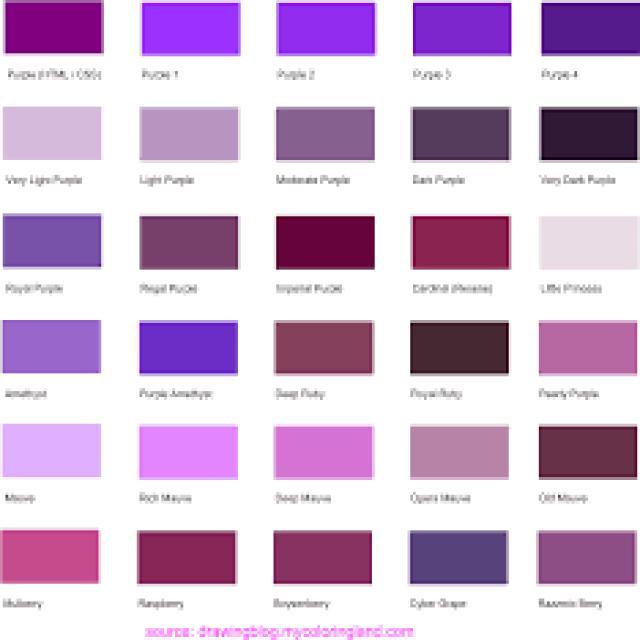 Purple (HTML / CSS)
Purple 1
Purple 2
Purple 3
Purple 4
Very Light Purple
Light Purple
Moderate Purple
Dark Purple
Very Dark Purple
Royal Purple
Regal Purple
Imperial Purple
Cardinal
Little Princess
Amethyst
Purple Amethyst
Deep Ruby
Royal Ruby
Pearly Purple
Mauve
Rich Mauve
Deep Mauve
Opera Mauve
Old Mauve
Mulberry
Raspberry
Boysenberry
Cyber Grape
Razzmic Berry
source: drawingblog.mycoloringland.com